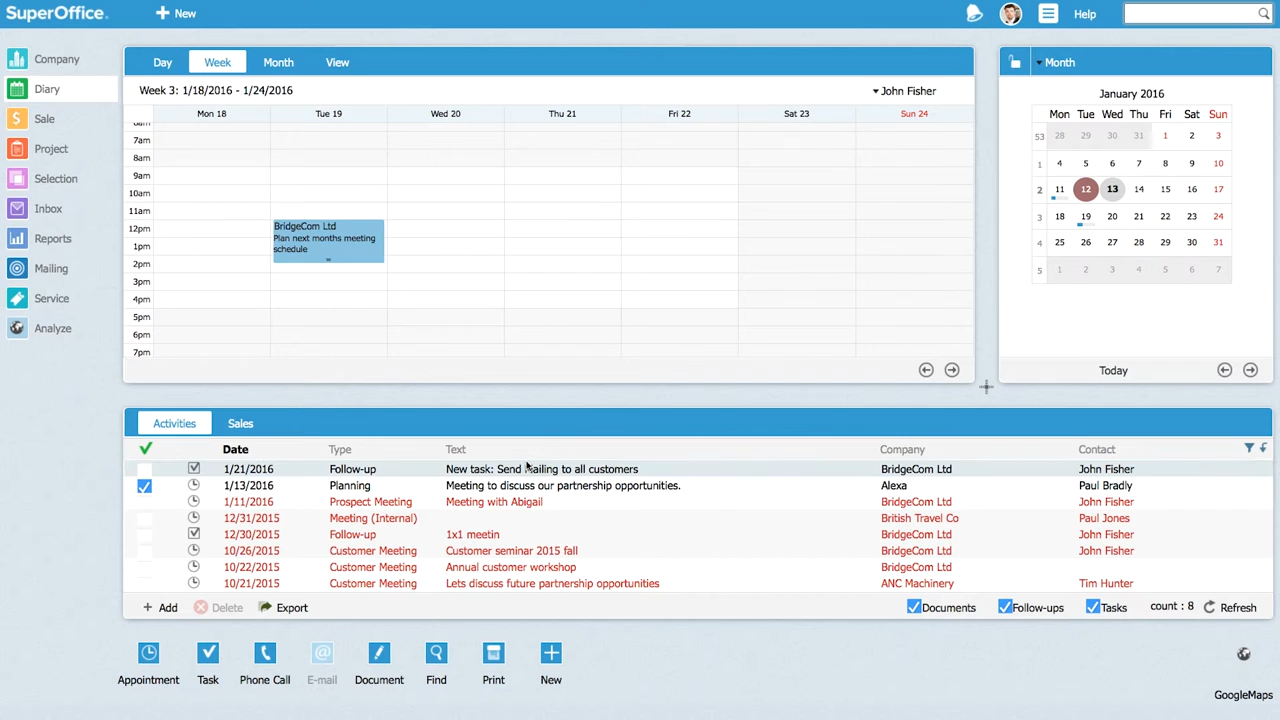 SuperOffice. New Help
Company
Diary
Sale
Project
Selection
Inbox
Reports
Mailing
Service
Analyze
Day Week Month View
Week 3: 1/18/2016 - 1/24/2016 John Fisher
Mon 18 Tue 19 Wed 20 Thu 21 Fri 22 Sat 23 Sun 24
6am
7am
8am
9am
10am
11am
12pm
1pm
2pm
3pm
4pm
5pm
6pm
7pm
BridgeCom Ltd
Plan next months meeting
schedule
Month
January 2016
Mon Tue Wed Thu Fri Sat Sun
53 28 29 30 31 1 2 3
1 4 5 6 7 8 9 10
2 11 12 13 14 15 16 17
3 18 19 20 21 22 23 24
4 25 26 27 28 29 30 31
5 1 2 3 4 5 6 7
Today
Activities Sales
Date Type Text Company Contact
1/21/2016 Follow-up New task: Send mailing to all customers BridgeCom Ltd John Fisher
1/13/2016 Planning Meeting to discuss our partnership opportunities. Alexa Paul Bradly
1/11/2016 Prospect Meeting Meeting with Abigail BridgeCom Ltd John Fisher
12/31/2015 Meeting (Internal) British Travel Co Paul Jones
12/30/2015 Follow-up 1x1 meetin BridgeCom Ltd John Fisher
10/26/2015 Customer Meeting Customer seminar 2015 fall BridgeCom Ltd John Fisher
10/22/2015 Customer Meeting Annual customer workshop BridgeCom Ltd
10/21/2015 Customer Meeting Lets discuss future partnership opportunities ANC Machinery Tim Hunter
Add Delete Export Documents Follow-ups Tasks count : 8 Refresh
Appointment Task Phone Call E-mail Document Find Print New
GoogleMaps